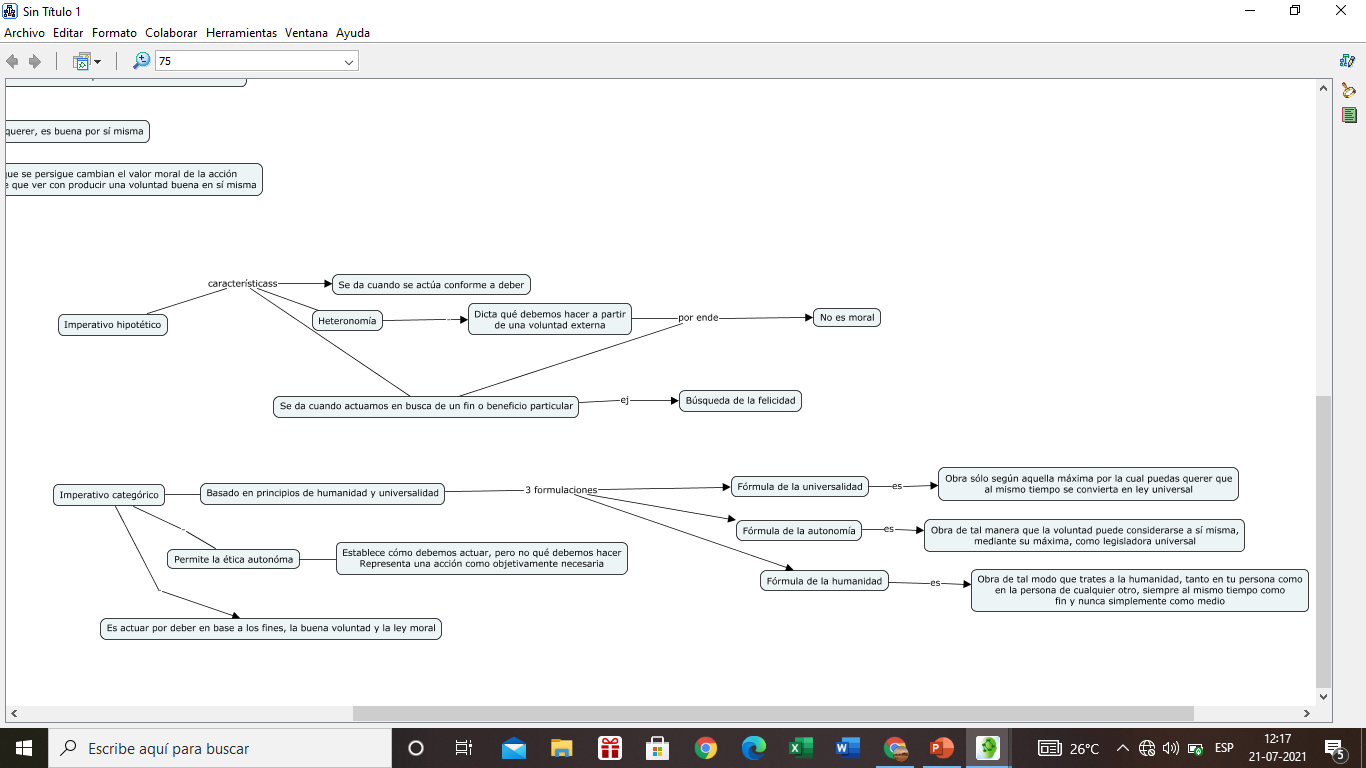 Sin Título 1
Archivo Editar Formato Colaborar Herramientas Ventana Ayuda
75
querer, es buena por sí misma
que se persigue cambian el valor moral de la acción
que ver con producir una voluntad buena en sí misma
característicass
Se da cuando se actúa conforme a deber
Imperativo hipotético
Heteronomía
Dicta qué debemos hacer a partir
de una voluntad externa
por ende
No es moral
Se da cuando actuamos en busca de un fin o beneficio particular
ej
Búsqueda de la felicidad
Imperativo categórico
Basado en principios de humanidad y universalidad
3 formulaciones
Fórmula de la universalidad
es
Obra sólo según aquella máxima por la cual puedas querer que
al mismo tiempo se convierta en ley universal
Fórmula de la autonomía
es
Obra de tal manera que la voluntad puede considerarse a sí misma,
mediante su máxima, como legisladora universal
Permite la ética autonóma
Establece cómo debemos actuar, pero no qué debemos hacer
Representa una acción como objetivamente necesaria
Fórmula de la humanidad
es
Obra de tal modo que trates a la humanidad, tanto en tu persona como
en la persona de cualquier otro, siempre al mismo tiempo como
fin y nunca simplemente como medio
Es actuar por deber en base a los fines, la buena voluntad y la ley moral
Escribe aquí para buscar
26°C
ESP
12:17
21-07-2021
5